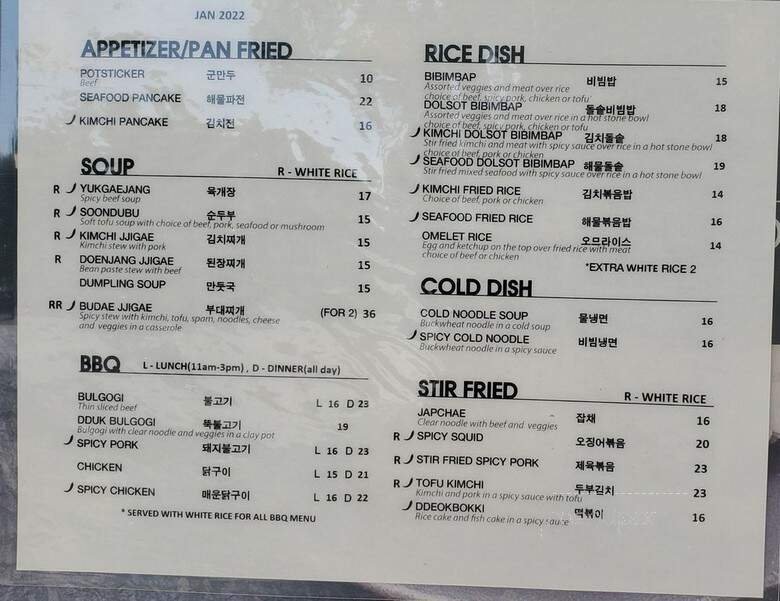 JAN 2022
APPETIZER/PAN FRIED
POTSTICKER 군만두 10
Beef
SEAFOOD PANCAKE 해물파전 22
KIMCHI PANCAKE 김치전 16
SOUP R - WHITE RICE
R YUKGAEJANG 육개장 17
Spicy beef soup
R SOONDUBU 순두부 15
Soft tofu soup with choice of beef, pork, seafood or mushroom
R KIMCHI JJIGAE 김치찌개 15
Kimchi stew with pork
R DOENJANG JJIGAE 된장찌개 15
Bean paste stew with beef
DUMPLING SOUP 만둣국 15
RR BUDAE JJIGAE 부대찌개 (FOR 2) 36
Spicy stew with kimchi, tofu, spam, noodles, cheese
and veggies in a casserole
BBQ L - LUNCH(11am-3pm) , D - DINNER(all day)
BULGOGI 불고기 L 16 D 23
Thin sliced beef
DDUK BULGOGI 뚝불고기 19
Bulgogi with clear noodle and veggies in a clay pot
SPICY PORK 돼지불고기 L 16 D 23
CHICKEN 닭구이 L 15 D 21
SPICY CHICKEN 매운닭구이 L 16 D 22
* SERVED WITH WHITE RICE FOR ALL BBQ MENU
RICE DISH
BIBIMBAP 비빔밥 15
Assorted veggies and meat over rice
choice of beef, spicy pork, chicken or tofu
DOLSOT BIBIMBAP 돌솥비빔밥 18
Assorted veggies and meat over rice in a hot stone bowl
choice of beef, spicy pork, chicken or tofu
KIMCHI DOLSOT BIBIMBAP 김치돌솥 18
Stir fried kimchi and meat with spicy sauce over rice in a hot stone bowl
choice of beef, pork or chicken
SEAFOOD DOLSOT BIBIMBAP 해물돌솥 19
Stir fried mixed seafood with spicy sauce over rice in a hot stone bowl
KIMCHI FRIED RICE 김치볶음밥 14
Choice of beef, pork or chicken
SEAFOOD FRIED RICE 해물볶음밥 16
OMELET RICE 오므라이스 14
Egg and ketchup on the top over fried rice with meat
choice of beef or chicken
*EXTRA WHITE RICE 2
COLD DISH
COLD NOODLE SOUP 물냉면 16
Buckwheat noodle in a cold soup
SPICY COLD NOODLE 비빔냉면 16
Buckwheat noodle in a spicy sauce
STIR FRIED R - WHITE RICE
JAPCHAE 잡채 16
Clear noodle with beef and veggies
R SPICY SQUID 오징어볶음 20
R STIR FRIED SPICY PORK 제육볶음 23
R TOFU KIMCHI 두부김치 23
Kimchi and pork in a spicy sauce with tofu
DDEOKBOKKI 떡볶이 16
Rice cake and fish cake in a spicy sauce